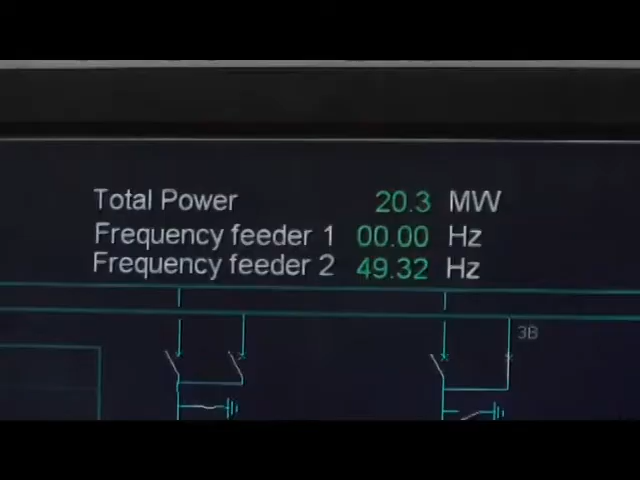 Total Power 20.3 MW
Frequency feeder 1 00.00 Hz
Frequency feeder 2 49.32 Hz
3B